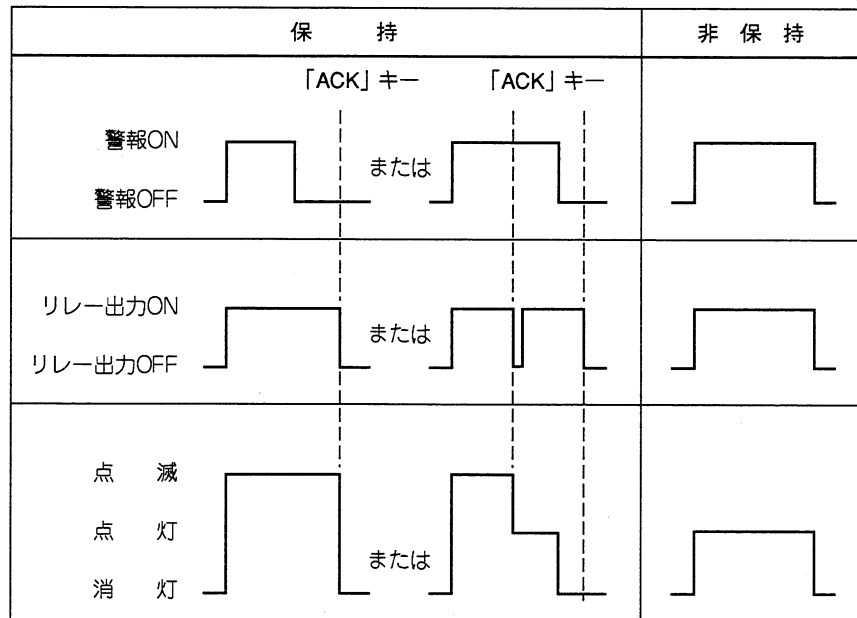 保持
非保持
「ACK」キー
「ACK」キー
警報ON
または
警報OFF
リレー出力ON
または
リレー出力OFF
点滅
点灯
または
消灯